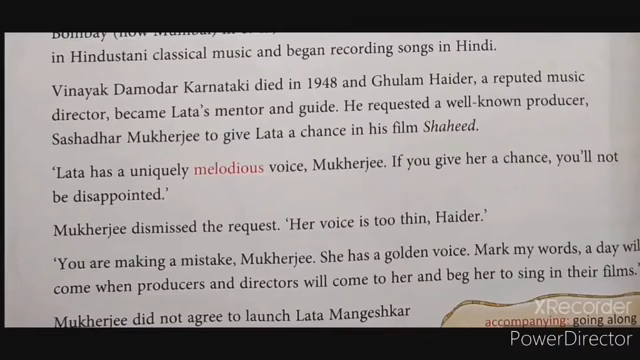 Bombay (now Mumbai) in
in Hindustani classical music and began recording songs in Hindi.
Vinayak Damodar Karnataki died in 1948 and Ghulam Haider, a reputed music
director, became Lata's mentor and guide. He requested a well-known producer,
Sashadhar Mukherjee to give Lata a chance in his film Shaheed.
'Lata has a uniquely melodious voice, Mukherjee. If you give her a chance, you'll not
be disappointed.'
Mukherjee dismissed the request. 'Her voice is too thin, Haider.'
'You are making a mistake, Mukherjee. She has a golden voice. Mark my words, a day wil
come when producers and directors will come to her and beg her to sing in their films.'
Mukherjee did not agree to launch Lata Mangeshkar
accompanying: going along
XRecorder
PowerDirector